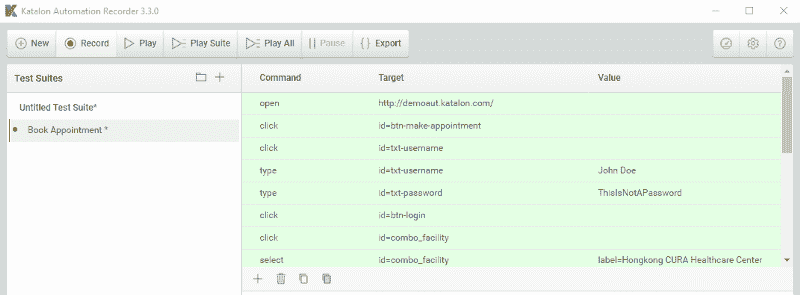 Katalon Automation Recorder 3.3.0
New Record Play Play Suite Play All Pause Export
Test Suites
Untitled Test Suite*
Book Appointment *
Command Target Value
open http://demoaut.katalon.com/
click id=btn-make-appointment
click id=txt-username
type id=txt-username John Doe
type id=txt-password ThisIsNotAPassword
click id=btn-login
click id=combo_facility
select id=combo_facility label=Hongkong CURA Healthcare Center